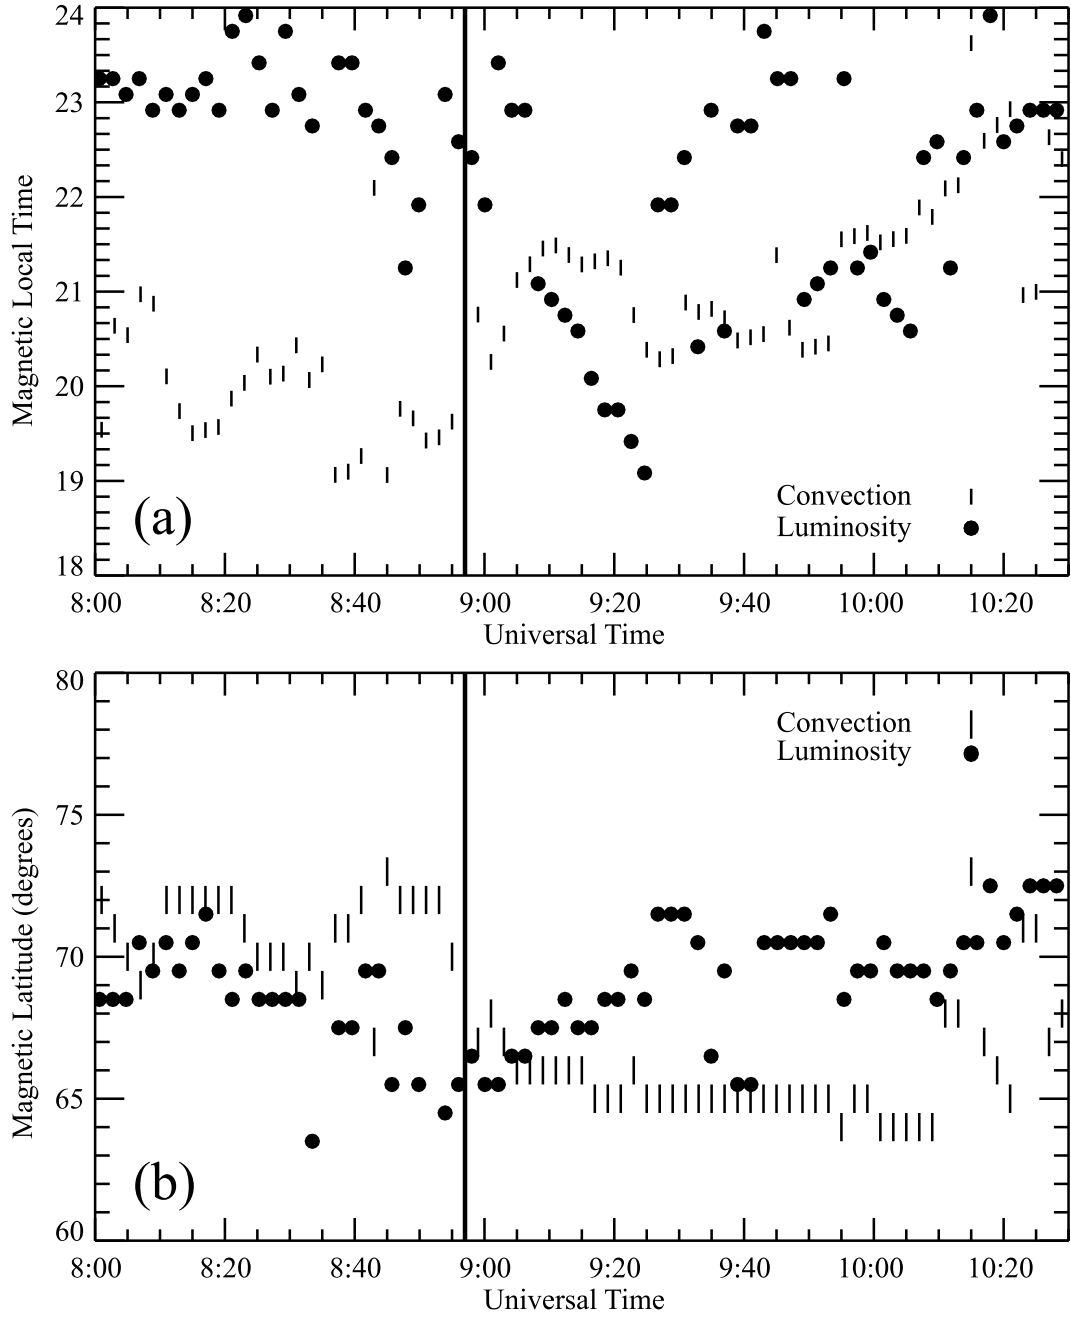 24
23
22
21
20
19
18
Magnetic Local Time
Convection
Luminosity
(a)
8:00 8:20 8:40 9:00 9:20 9:40 10:00 10:20
Universal Time
80
75
70
65
60
Magnetic Latitude (degrees)
Convection
Luminosity
(b)
8:00 8:20 8:40 9:00 9:20 9:40 10:00 10:20
Universal Time